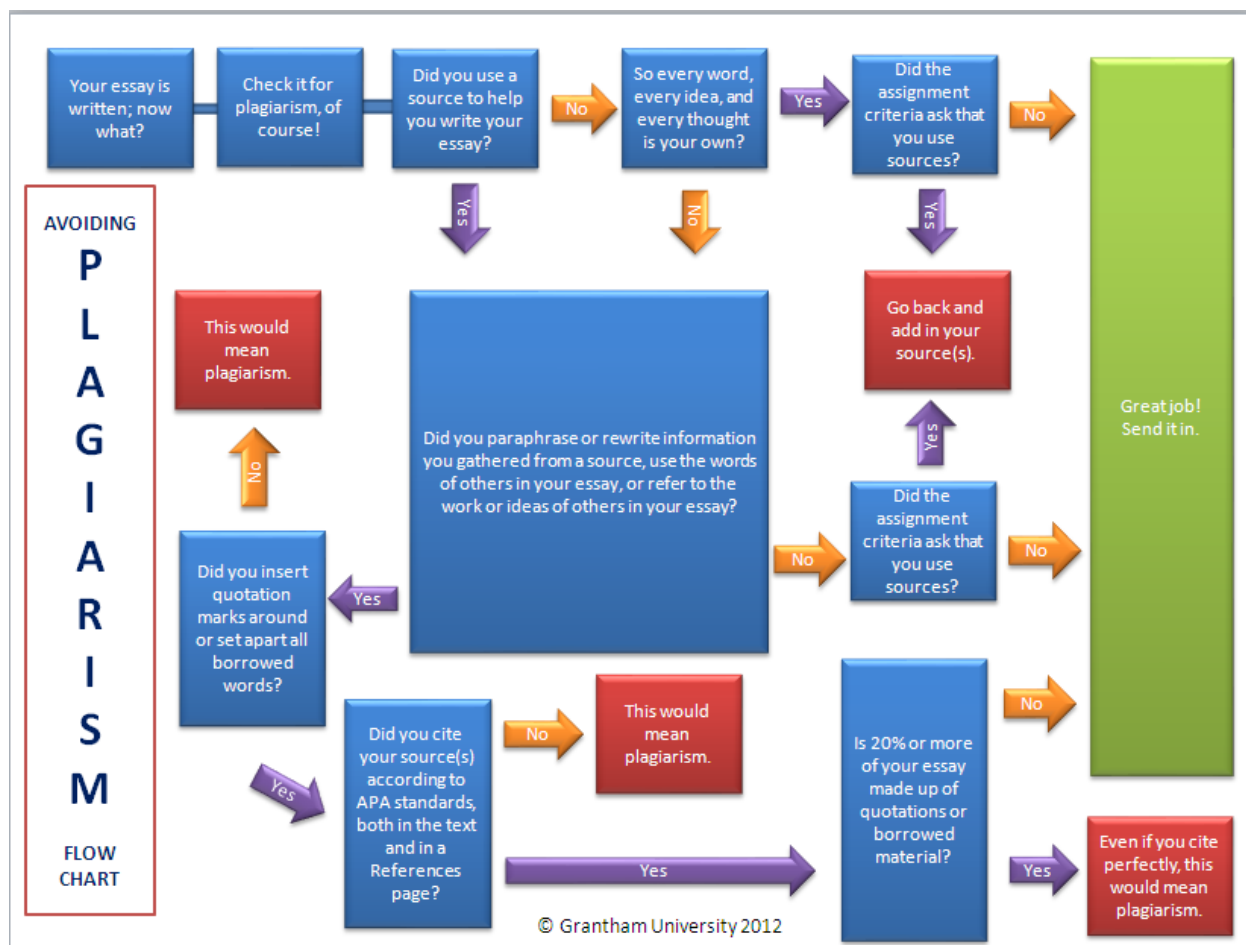 Your essay is
written; now
what?
Check it for
plagiarism, of
course!
Did you use a
source to help
you write your
essay?
No
So every word,
every idea, and
every thought
is your own?
Yes
Did the
assignment
criteria ask that
you use
sources?
No
Yes
No
Yes
AVOIDING
P
L
A
G
I
A
R
I
S
M
FLOW
CHART
This would
mean
plagiarism.
No
Did you paraphrase or rewrite information
you gathered from a source, use the words
of others in your essay, or refer to the
work or ideas of others in your essay?
Go back and
add in your
source(s).
Yes
Great job!
Send it in.
Did you insert
quotation
marks around
or set apart all
borrowed
words?
Yes
No
Did the
assignment
criteria ask that
you use
sources?
No
Yes
Did you cite
your source(s)
according to
APA standards,
both in the text
and in a
References
page?
No
This would
mean
plagiarism.
Yes
Is 20% or more
of your essay
made up of
quotations or
borrowed
material?
No
Yes
Even if you cite
perfectly, this
would mean
plagiarism.
© Grantham University 2012